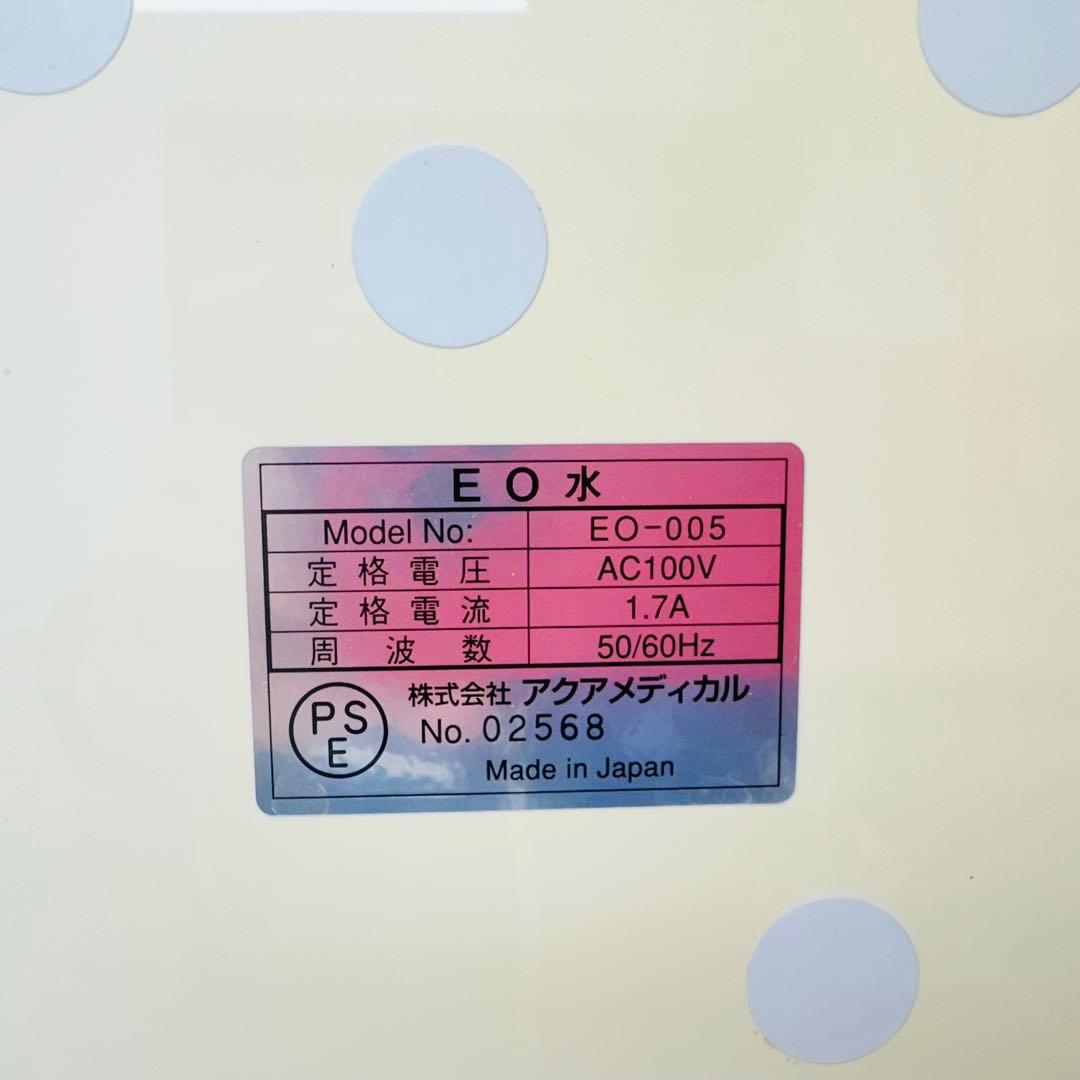 EO水
Model No: EO-005
定格電圧 AC100V
定格電流 1.7A
周波数 50/60Hz
PSE 株式会社 アクアメディカル
No. 02568
Made in Japan